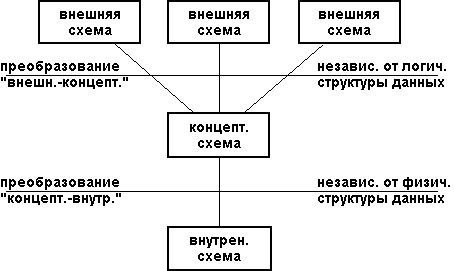 внешняя
схема
внешняя
схема
внешняя
схема
преобразование
"внешн.-концепт."
независ. от логич.
структуры данных
концепт.
схема
преобразование
"концепт.-внутр."
независ. от физич.
структуры данных
внутрен.
схема